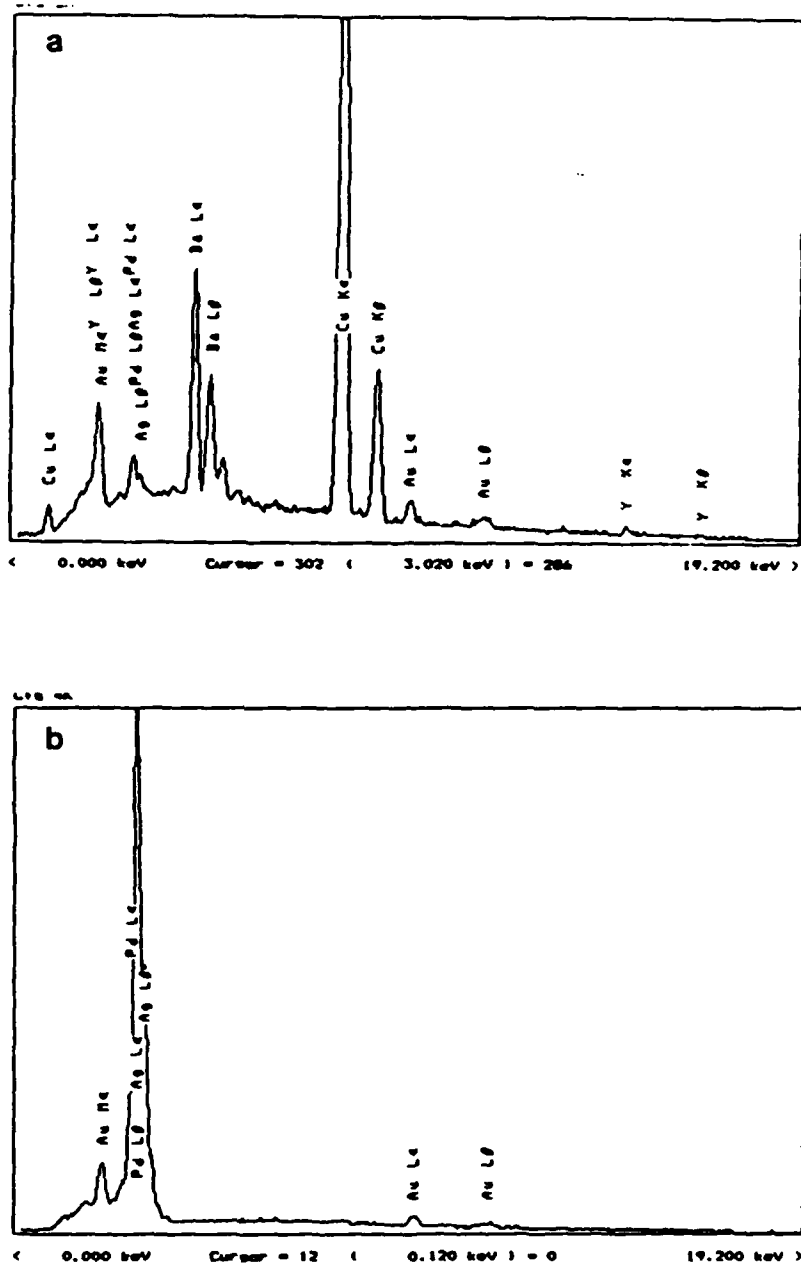 a
Cu Lα
Au Mα Y Lβ Y Lα
Ag Lβ Pd Lβ Ag Lα Pd Lα
Ba Lα
Ba Lβ
Cu Kα
Cu Kβ
Au Lα
Au Lβ
Y Kα
Y Kβ
< 0.000 keV Cursor = 302 ( 3.020 keV ) = 286 19.200 keV >
b
Au Mα
Pd Lβ
Ag Lα
Pd Lα
Ag Lβ
Au Lα
Au Lβ
< 0.000 keV Cursor = 12 ( 0.120 keV ) = 0 19.200 keV >